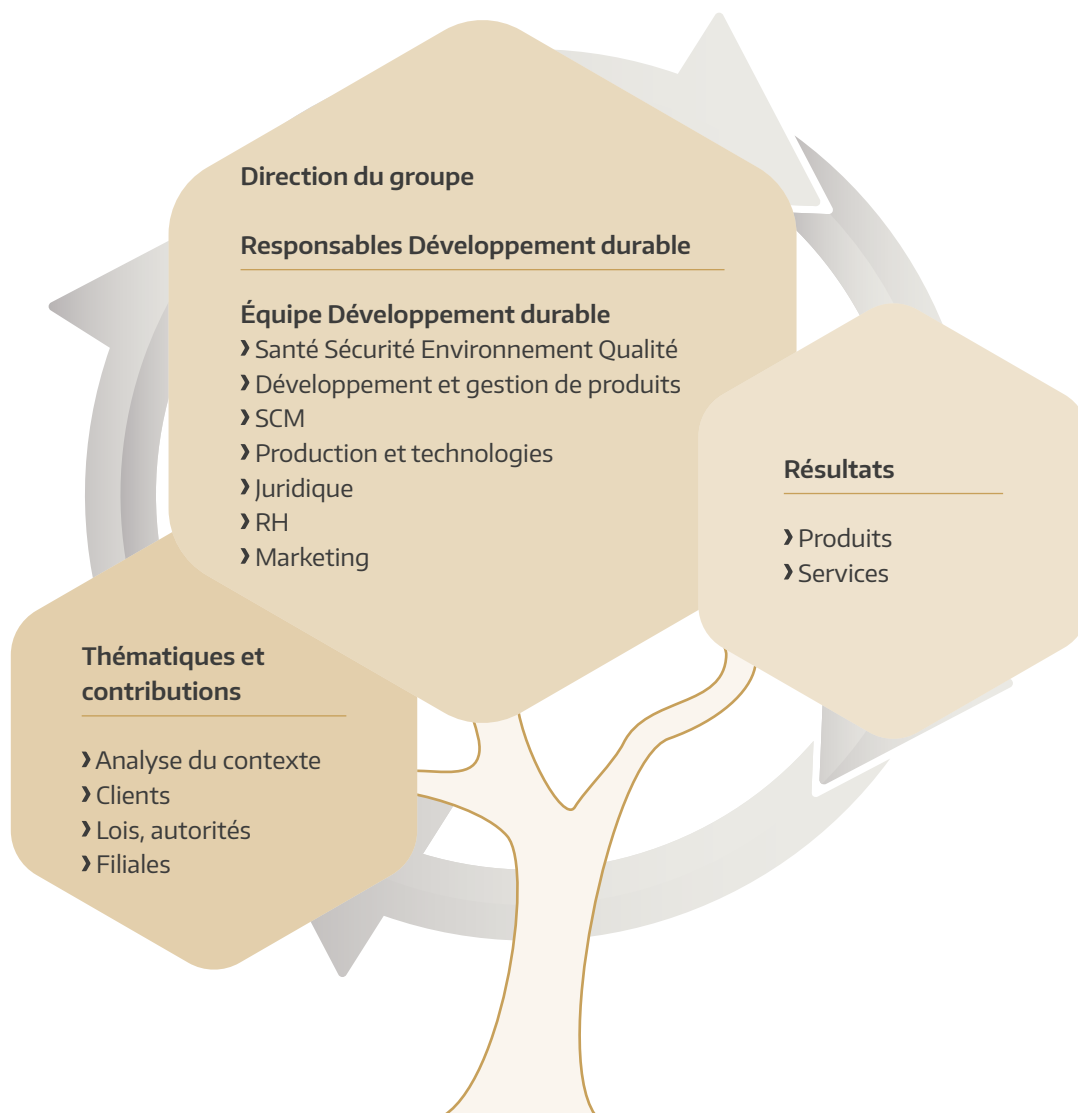 Direction du groupe
Responsables Développement durable
Équipe Développement durable
❯ Santé Sécurité Environnement Qualité
❯ Développement et gestion de produits
❯ SCM
❯ Production et technologies
❯ Juridique
❯ RH
❯ Marketing
Résultats
❯ Produits
❯ Services
Thématiques et
contributions
❯ Analyse du contexte
❯ Clients
❯ Lois, autorités
❯ Filiales